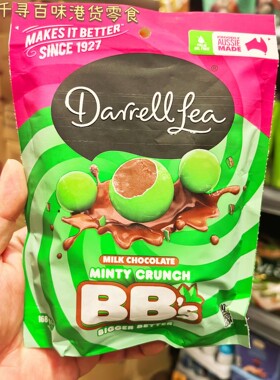 千寻百味港货零食
MAKES IT BETTER
SINCE 1927
AUSSIE
MADE
Darrell Lea
MILK CHOCOLATE
MINTY CRUNCH
BB's
BIGGER BETTER